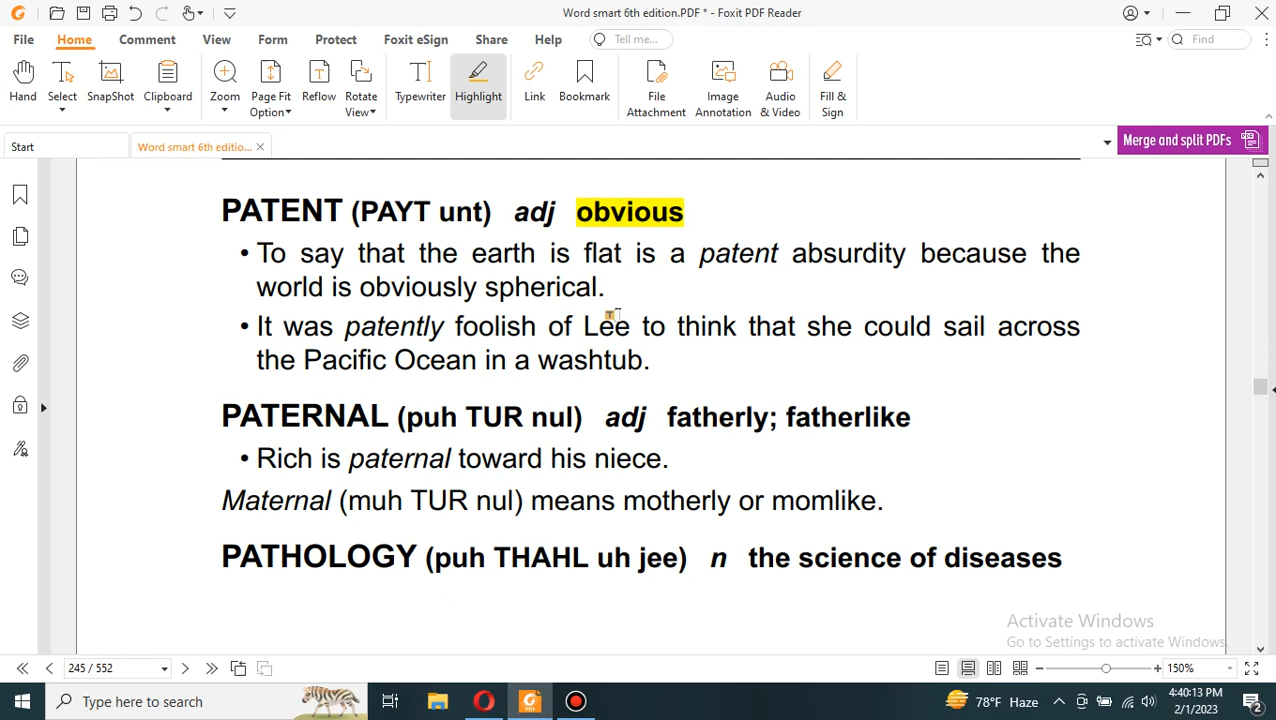 Word smart 6th edition.PDF * - Foxit PDF Reader
File Home Comment View Form Protect Foxit eSign Share Help Tell me... Find
Hand Select SnapShot Clipboard Zoom Page Fit Option Reflow Rotate View Typewriter Highlight Link Bookmark File Attachment Image Annotation Audio & Video Fill & Sign
Start Word smart 6th editio... Merge and split PDFs
PATENT (PAYT unt) adj obvious
• To say that the earth is flat is a patent absurdity because the
world is obviously spherical.
• It was patently foolish of Lee to think that she could sail across
the Pacific Ocean in a washtub.
PATERNAL (puh TUR nul) adj fatherly; fatherlike
• Rich is paternal toward his niece.
Maternal (muh TUR nul) means motherly or momlike.
PATHOLOGY (puh THAHL uh jee) n the science of diseases
Activate Windows
Go to Settings to activate Windows.
245 / 552 150%
Type here to search 78°F Haze 4:40:13 PM
2/1/2023 2